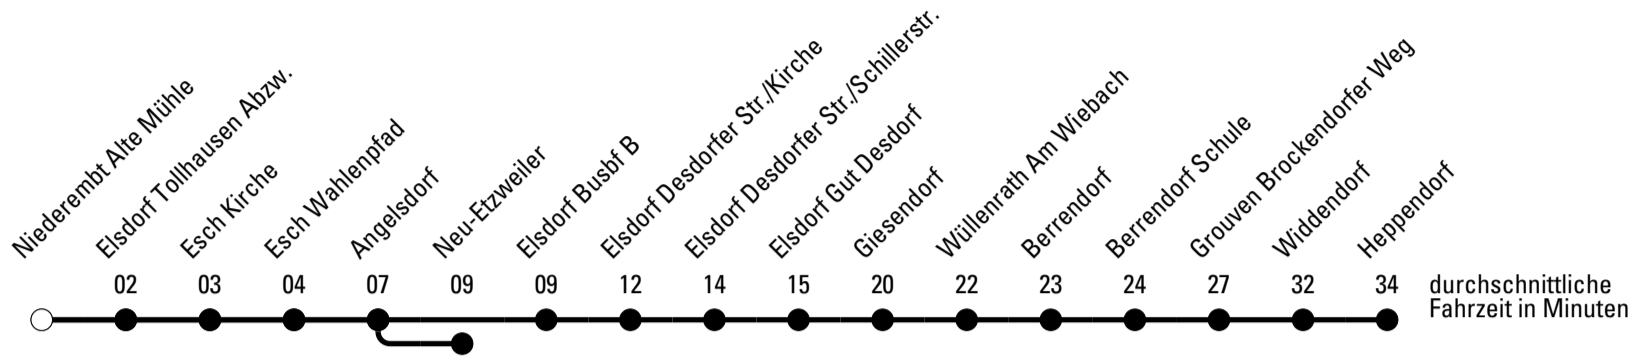 Niederembt Alte Mühle
Elsdorf Tollhausen Abzw.
Esch Kirche
Esch Wahlenpfad
Angelsdorf
Neu-Etzweiler
Elsdorf Busbf B
Elsdorf Desdorfer Str./Kirche
Elsdorf Desdorfer Str./Schillerstr.
Elsdorf Gut Desdorf
Giesendorf
Wüllenrath Am Wiebach
Berrendorf
Berrendorf Schule
Grouven Brockendorfer Weg
Widdendorf
Heppendorf
02 03 04 07 09 09 12 14 15 20 22 23 24 27 32 34
durchschnittliche
Fahrzeit in Minuten